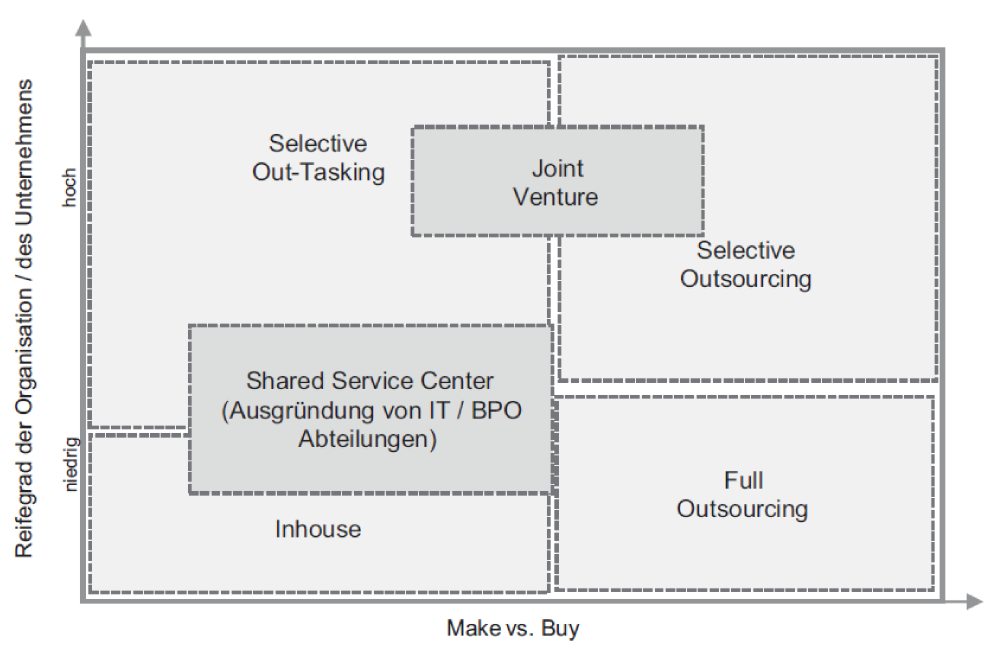 Reifegrad der Organisation / des Unternehmens
hoch
niedrig
Selective
Out-Tasking
Joint
Venture
Selective
Outsourcing
Shared Service Center
(Ausgründung von IT / BPO
Abteilungen)
Inhouse
Full
Outsourcing
Make vs. Buy